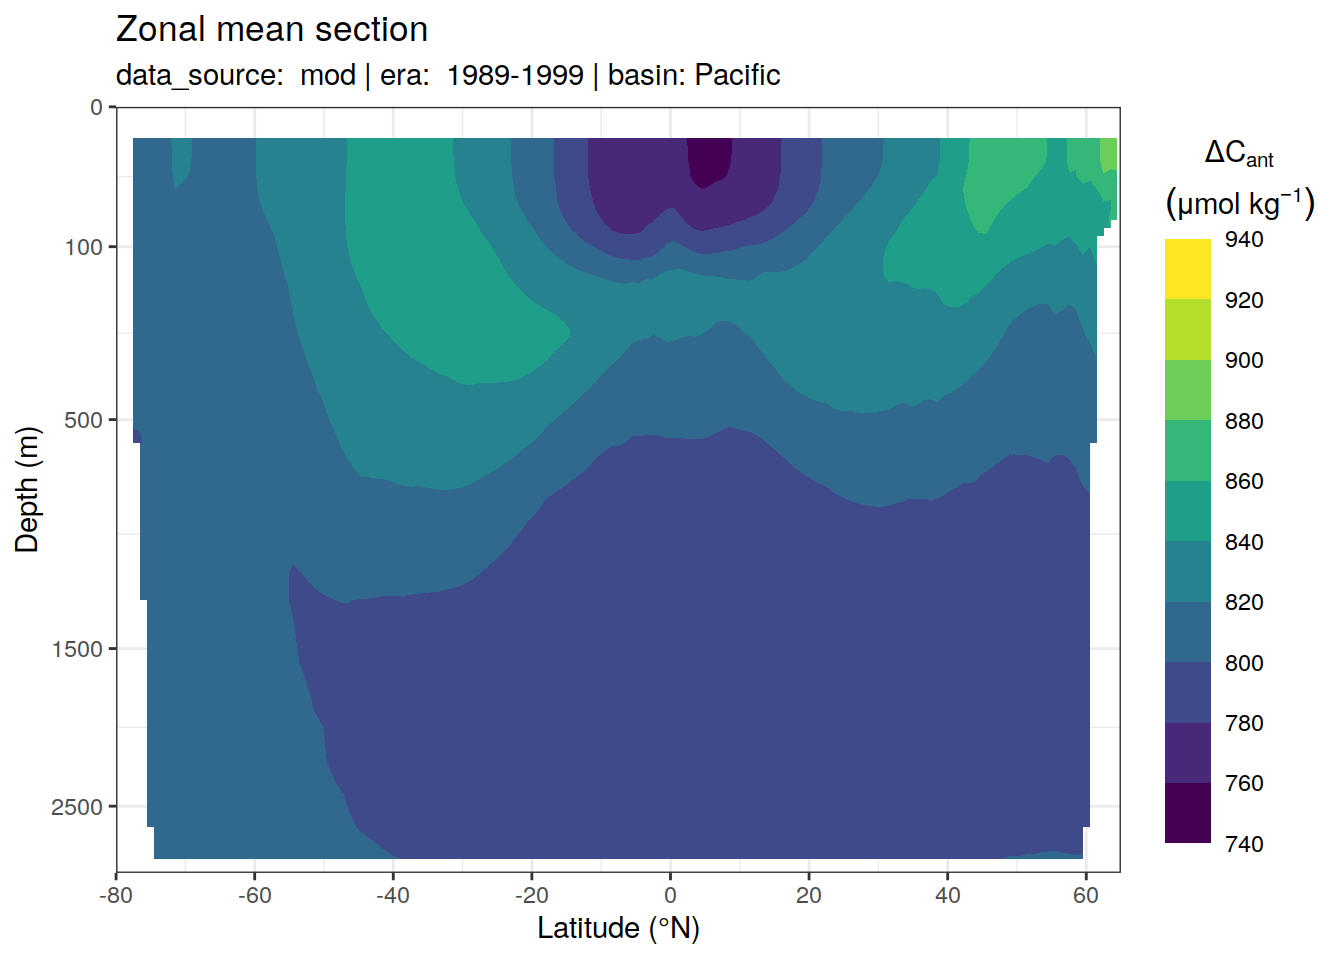 Zonal mean section
data_source:  mod | era:  1989-1999 | basin: Pacific
0
100
500
1500
2500
Depth (m)
-80 -60 -40 -20 0 20 40 60
Latitude (°N)
ΔCant
(μmol kg⁻¹)
940
920
900
880
860
840
820
800
780
760
740